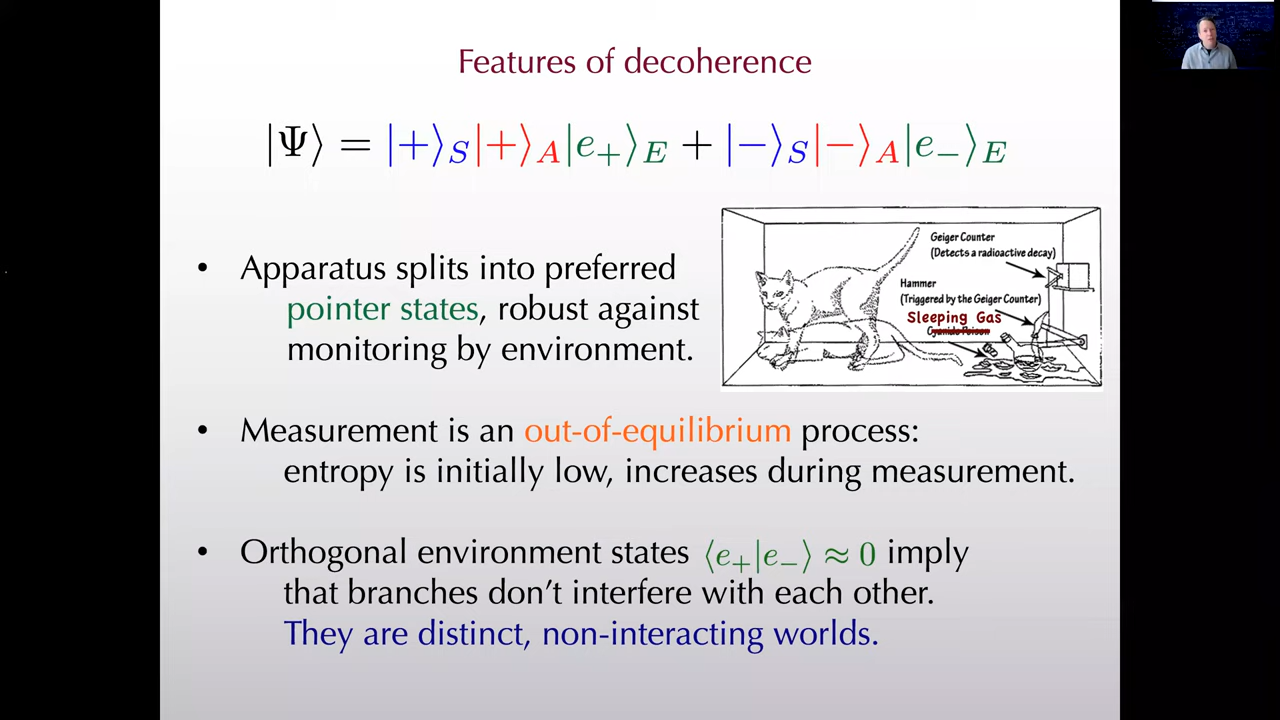 Features of decoherence
|Ψ⟩ = |+⟩_S|+⟩_A|e_+⟩_E + |−⟩_S|−⟩_A|e_−⟩_E
• Apparatus splits into preferred
pointer states, robust against
monitoring by environment.
Geiger Counter
(Detects a radioactive decay)
Hammer
(Triggered by the Geiger Counter)
Sleeping Gas
Cyanide Poison
• Measurement is an out-of-equilibrium process:
entropy is initially low, increases during measurement.
• Orthogonal environment states ⟨e_+|e_−⟩ ≈ 0 imply
that branches don’t interfere with each other.
They are distinct, non-interacting worlds.